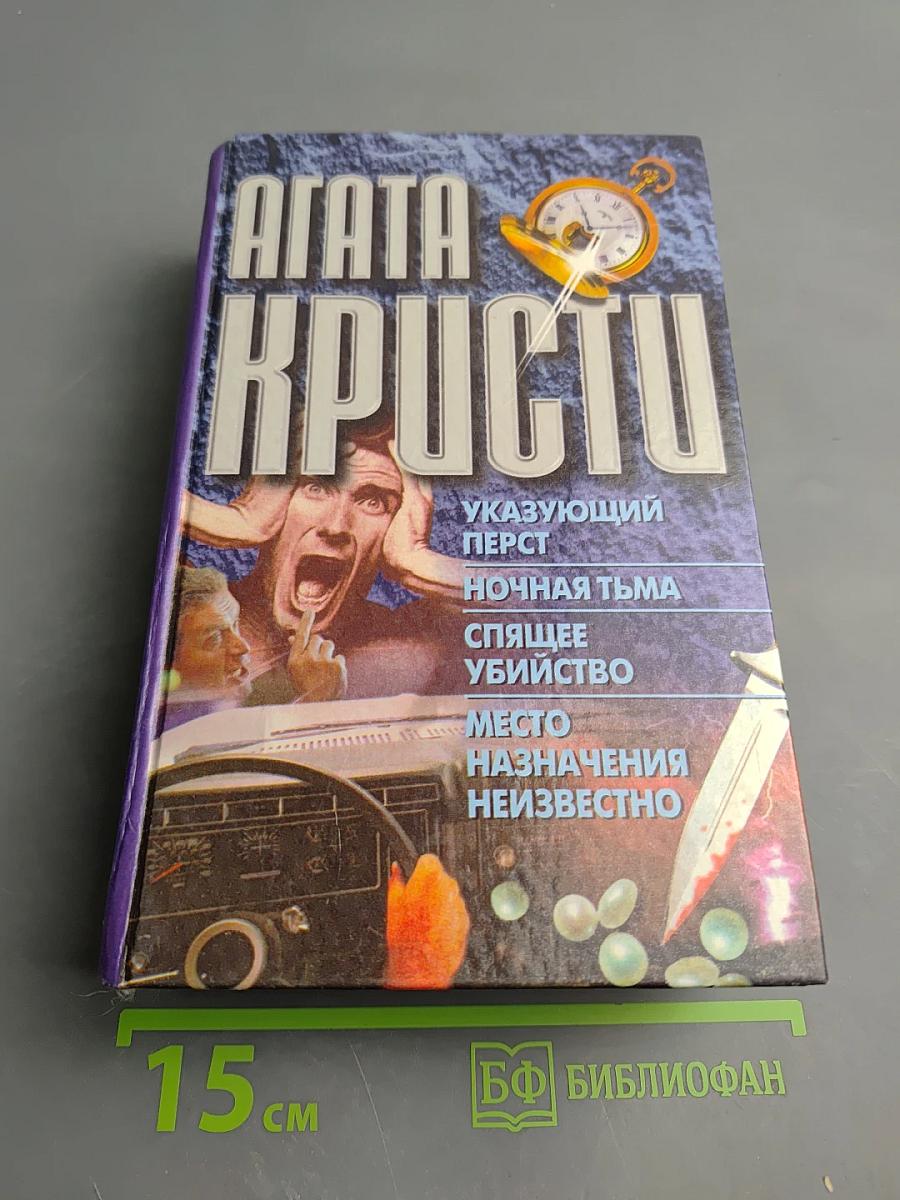 АГАТА
КРИСТИ
УКАЗУЮЩИЙ
ПЕРСТ
НОЧНАЯ ТЬМА
СПЯЩЕЕ
УБИЙСТВО
МЕСТО
НАЗНАЧЕНИЯ
НЕИЗВЕСТНО
15 см
БФ БИБЛИОФАН